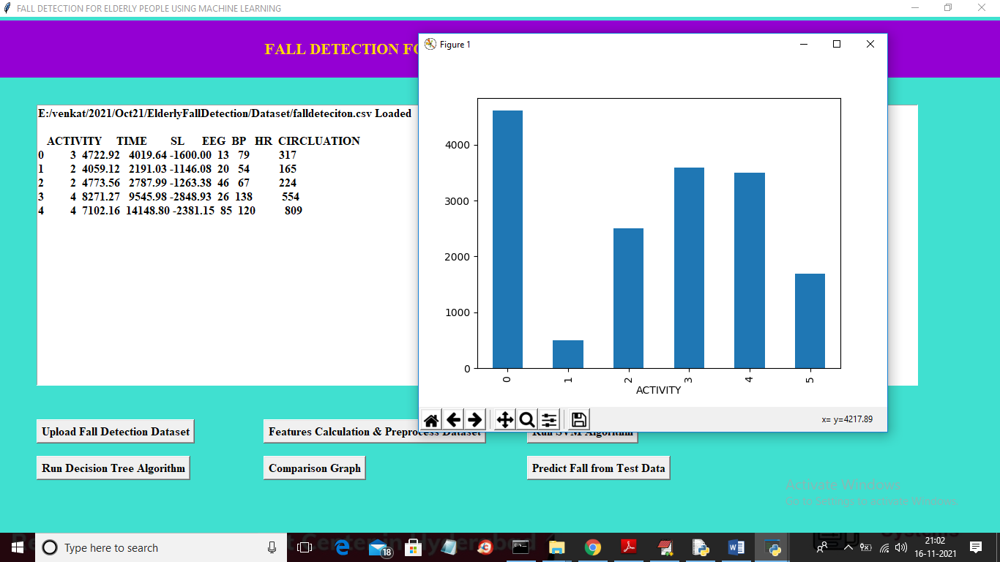 FALL DETECTION FOR ELDERLY PEOPLE USING MACHINE LEARNING
FALL DETECTION
Figure 1
E:/venkat/2021/Oct21/ElderlyFallDetection/Dataset/falldeteciton.csv Loaded
ACTIVITY TIME SL EEG BP HR CIRCLUATION
0 3 4722.92 4019.64 -1600.00 13 79 317
1 2 4059.12 2191.03 -1146.08 20 54 165
2 2 4773.56 2787.99 -1263.38 46 67 224
3 4 8271.27 9545.98 -2848.93 26 138 554
4 4 7102.16 14148.80 -2381.15 85 120 809
4000
3000
2000
1000
0
0 1 2 3 4 5
ACTIVITY
x= y=4217.89
Upload Fall Detection Dataset
Features Calculation & Preprocess Dataset
Run SVM Algorithm
Run Decision Tree Algorithm
Comparison Graph
Predict Fall from Test Data
Activate Windows
Go to Settings to activate Windows.
Type here to search
18
21:02
16-11-2021